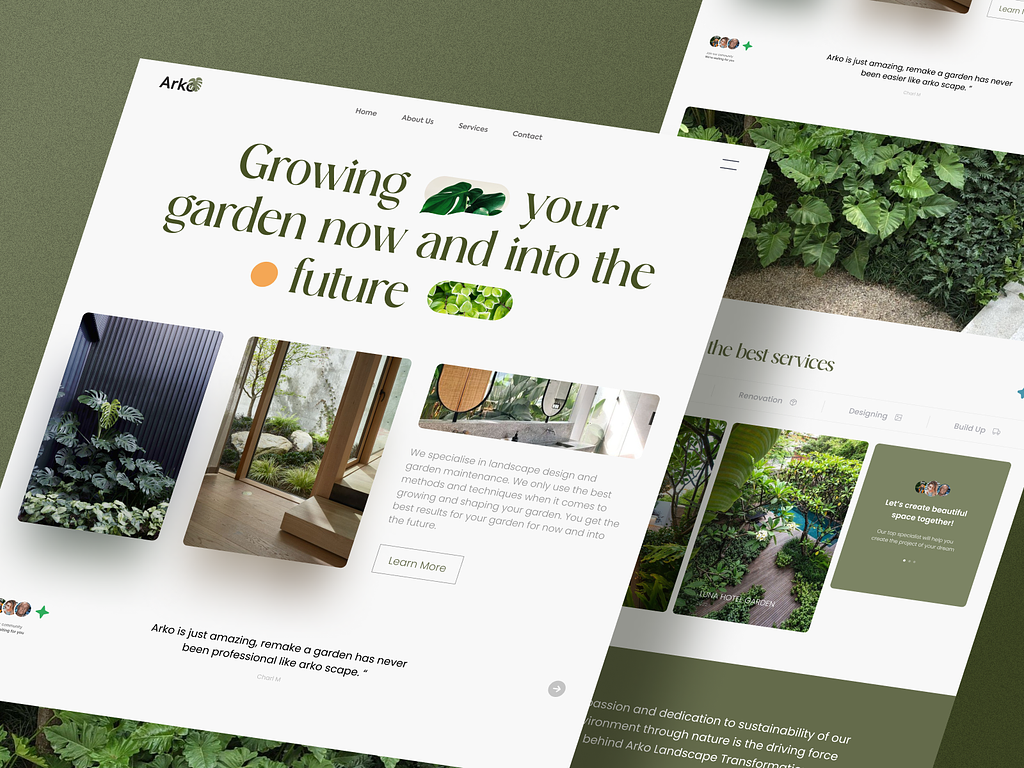 Arko
Home
About Us
Services
Contact
Growing your
garden now and into the
future
We specialise in landscape design and
garden maintenance. We only use the best
methods and techniques when it comes to
growing and shaping your garden. You get the
best results for your garden for now and into
the future.
Learn More
community
waiting for you
Arko is just amazing, remake a garden has never
been professional like arko scape. “
Charl M
Learn
Join our community
We're waiting for you
Arko is just amazing, remake a garden has never
been easier like arko scape. “
Charl M
the best services
Renovation
Designing
Build Up
LUNA HOTEL GARDEN
Let's create beautiful
space together!
Our top specialist will help you
create the project of your dream
passion and dedication to sustainability of our
environment through nature is the driving force
behind Arko Landscape